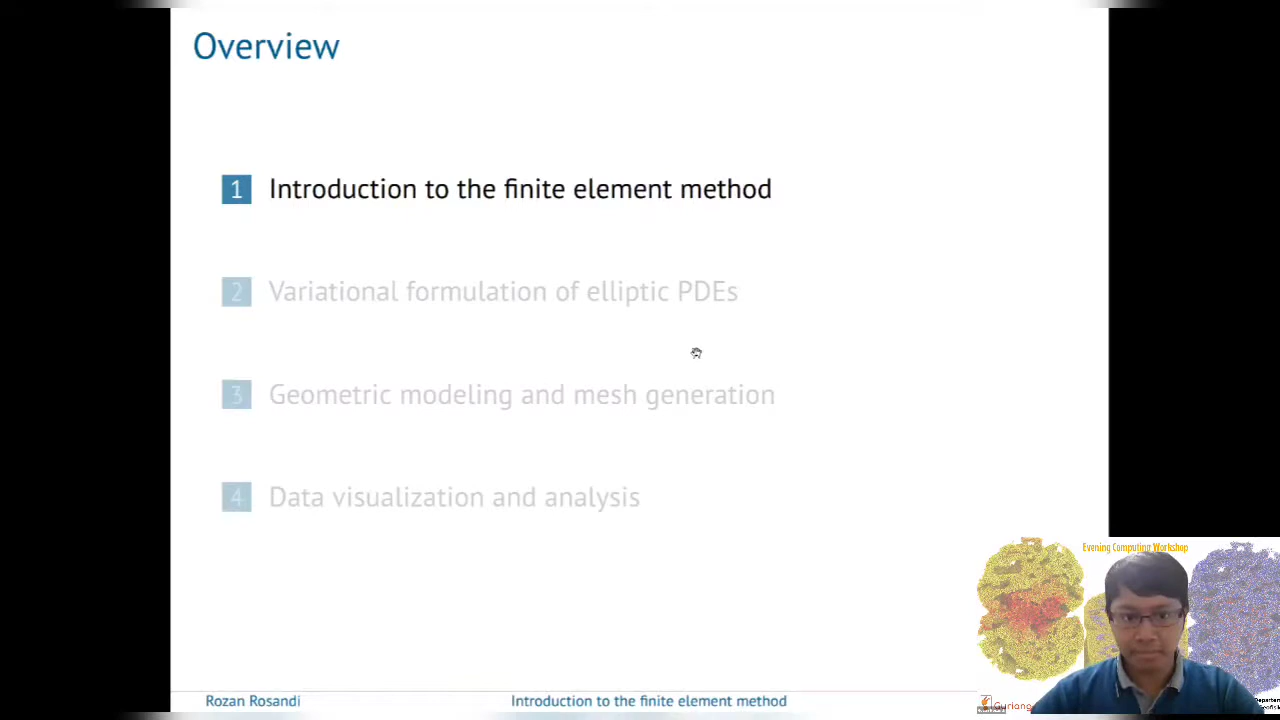 Overview
1 Introduction to the finite element method
2 Variational formulation of elliptic PDEs
3 Geometric modeling and mesh generation
4 Data visualization and analysis
Evening Computing Workshop
Rozan Rosandi
Introduction to the finite element method